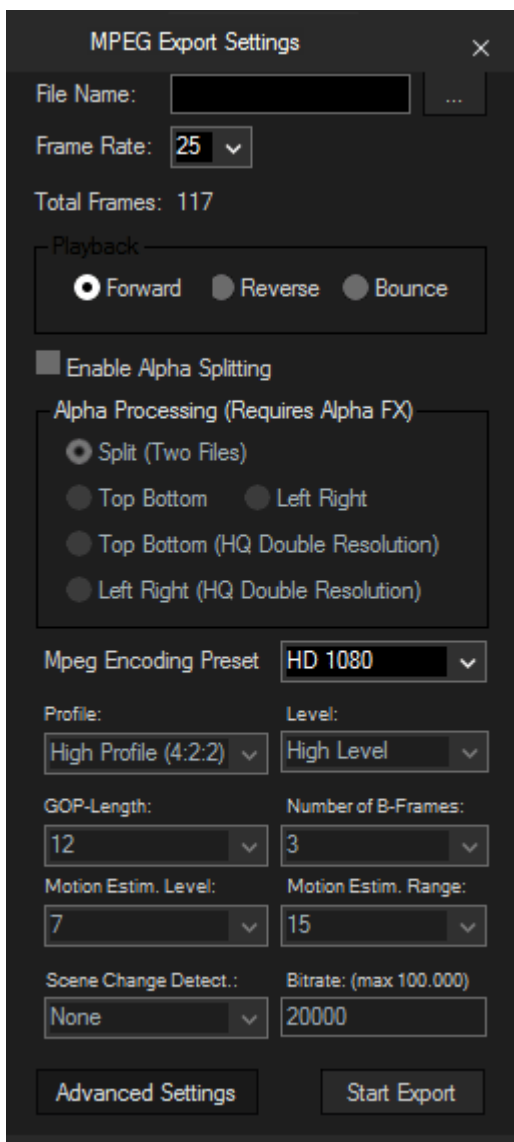 MPEG Export Settings
File Name: ...
Frame Rate: 25
Total Frames: 117
Playback
Forward Reverse Bounce
Enable Alpha Splitting
Alpha Processing (Requires Alpha FX)
Split (Two Files)
Top Bottom Left Right
Top Bottom (HQ Double Resolution)
Left Right (HQ Double Resolution)
Mpeg Encoding Preset HD 1080
Profile: Level:
High Profile (4:2:2) High Level
GOP-Length: Number of B-Frames:
12 3
Motion Estim. Level: Motion Estim. Range:
7 15
Scene Change Detect.: Bitrate: (max 100.000)
None 20000
Advanced Settings Start Export